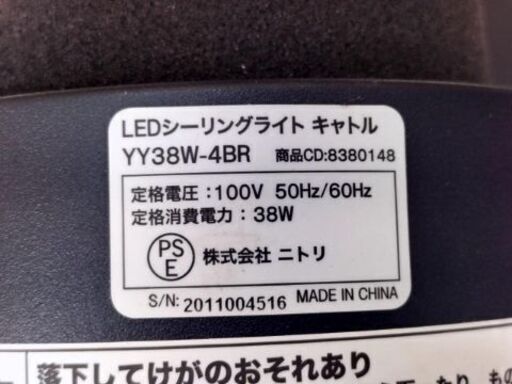 LEDシーリングライト キャトル
YY38W-4BR 商品CD:8380148
定格電圧：100V 50Hz/60Hz
定格消費電力：38W
PS
E 株式会社 ニトリ
S/N: 2011004516 MADE IN CHINA
落下してけがのおそれあり